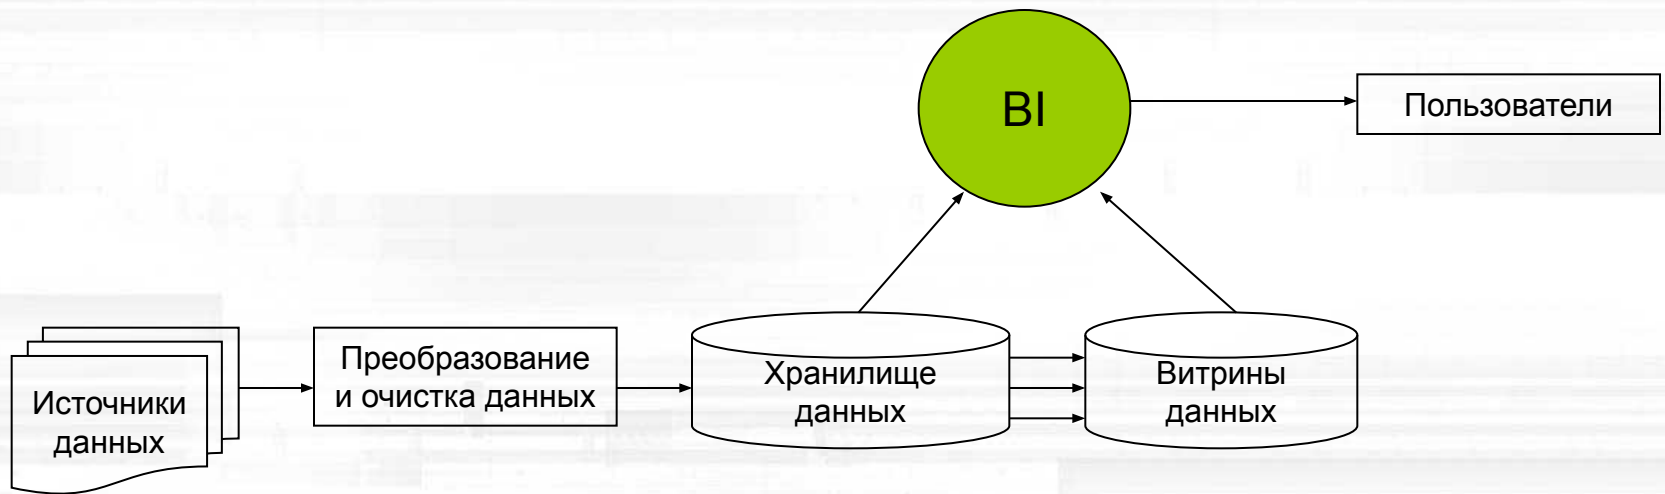 BI
Пользователи
Источники
данных
Преобразование
и очистка данных
Хранилище
данных
Витрины
данных